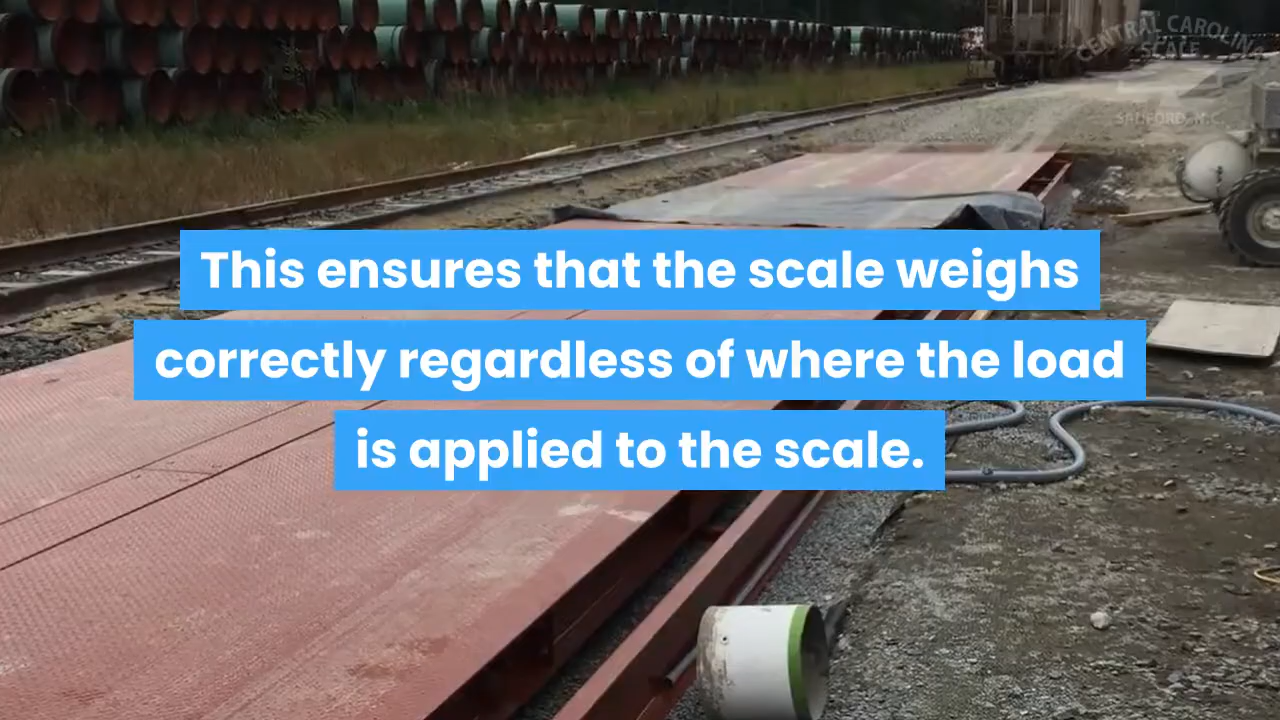 CENTRAL CAROLINA
SCALE
SANFORD, N.C.
This ensures that the scale weighs
correctly regardless of where the load
is applied to the scale.